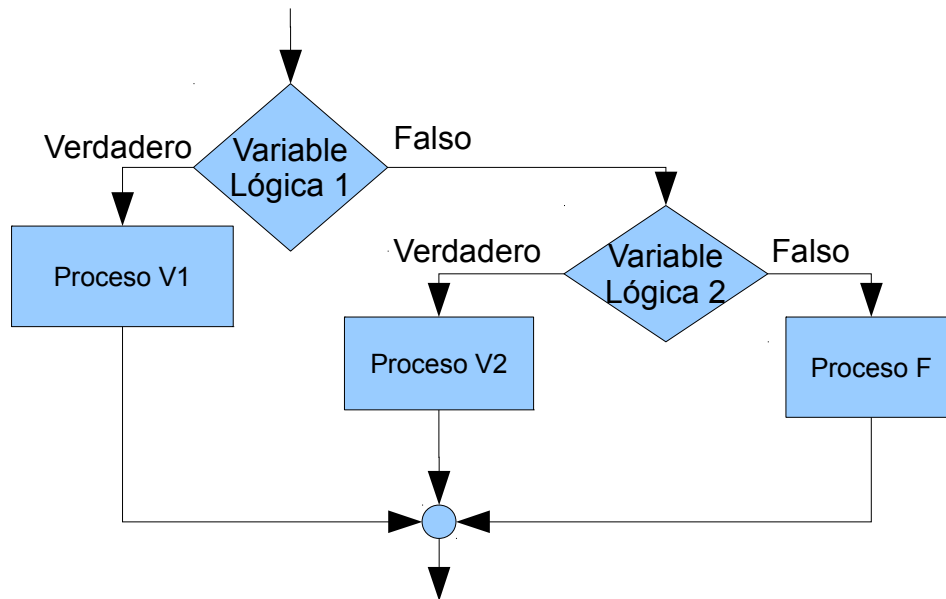 Verdadero
Variable
Lógica 1
Falso
Proceso V1
Verdadero
Variable
Lógica 2
Falso
Proceso V2
Proceso F